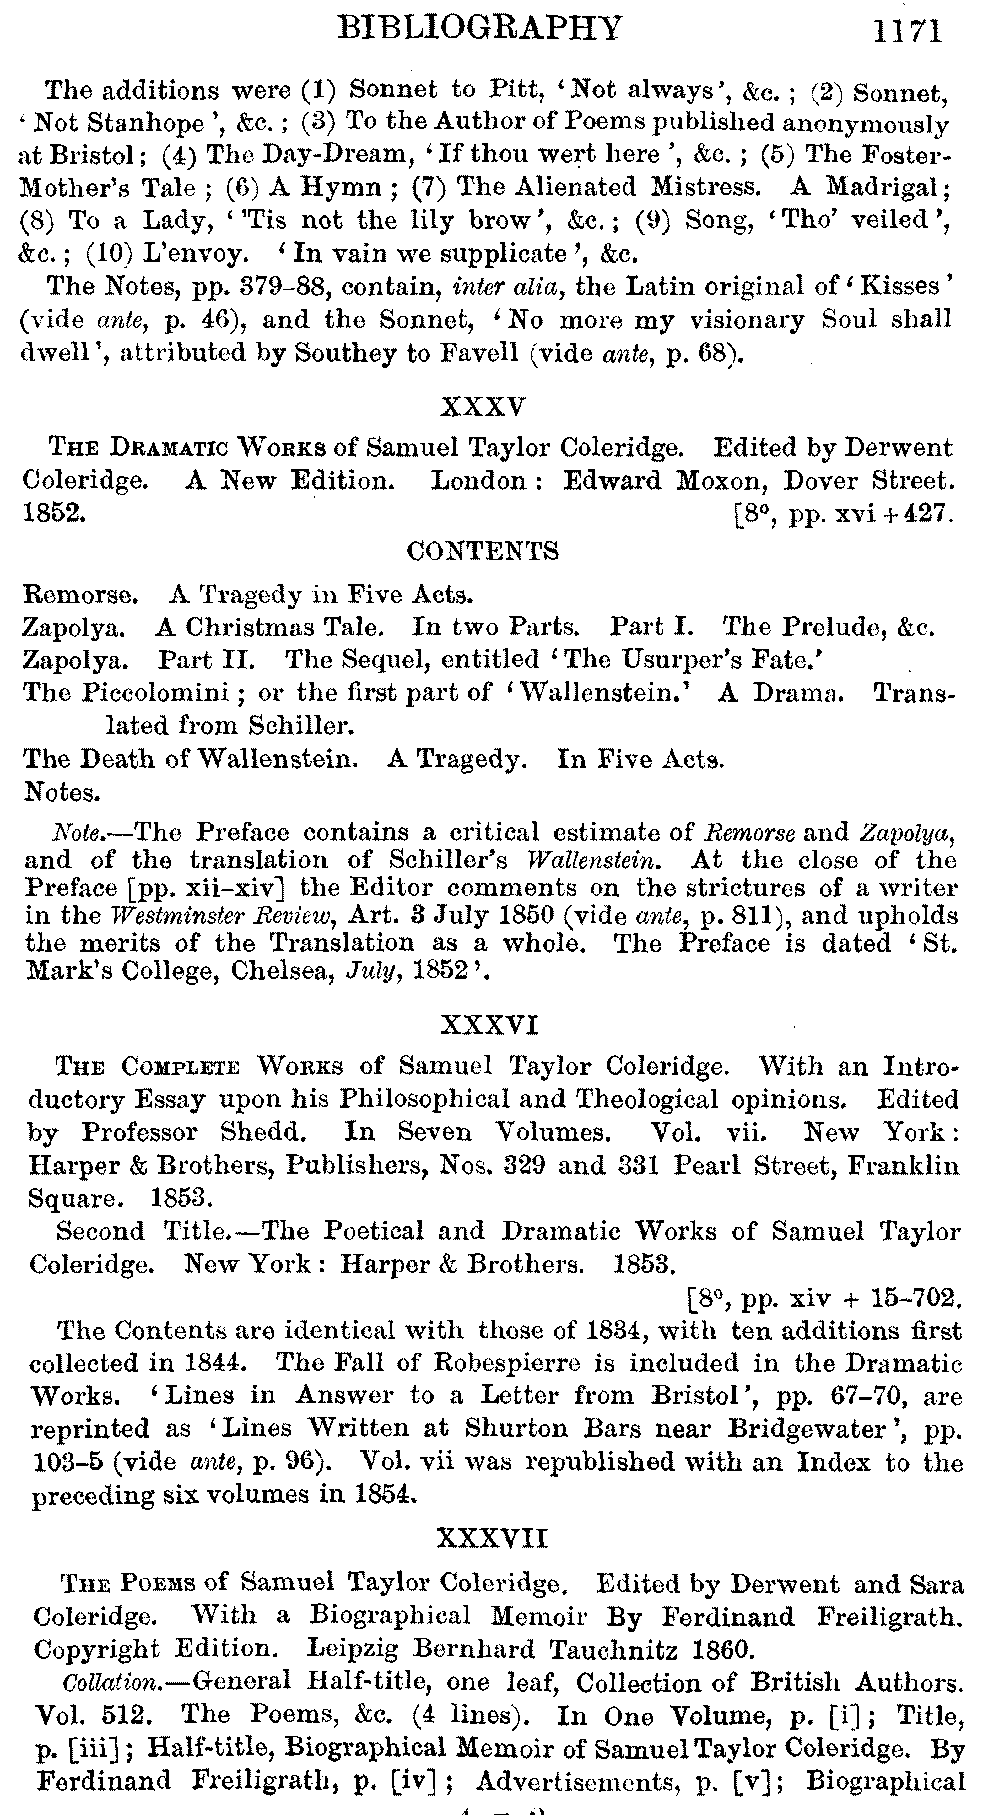 BIBLIOGRAPHY 1171
The additions were (1) Sonnet to Pitt, ‘Not always’, &c. ; (2) Sonnet,
‘ Not Stanhope ’, &c. ; (3) To the Author of Poems published anonymously
at Bristol ; (4) The Day-Dream, ‘ If thou wert here ’, &c. ; (5) The Foster-
Mother’s Tale ; (6) A Hymn ; (7) The Alienated Mistress. A Madrigal ;
(8) To a Lady, ‘ ’Tis not the lily brow’, &c. ; (9) Song, ‘Tho’ veiled’,
&c. ; (10) L’envoy. ‘ In vain we supplicate ’, &c.
The Notes, pp. 379–88, contain, inter alia, the Latin original of ‘ Kisses ’
(vide ante, p. 46), and the Sonnet, ‘ No more my visionary Soul shall
dwell’, attributed by Southey to Favell (vide ante, p. 68).
XXXV
THE DRAMATIC WORKS of Samuel Taylor Coleridge. Edited by Derwent
Coleridge. A New Edition. London : Edward Moxon, Dover Street.
1852. [8º, pp. xvi + 427.
CONTENTS
Remorse. A Tragedy in Five Acts.
Zapolya. A Christmas Tale. In two Parts. Part I. The Prelude, &c.
Zapolya. Part II. The Sequel, entitled ‘The Usurper’s Fate.’
The Piccolomini ; or the first part of ‘ Wallenstein.’ A Drama. Trans-
lated from Schiller.
The Death of Wallenstein. A Tragedy. In Five Acts.
Notes.
Note.—The Preface contains a critical estimate of Remorse and Zapolya,
and of the translation of Schiller’s Wallenstein. At the close of the
Preface [pp. xii–xiv] the Editor comments on the strictures of a writer
in the Westminster Review, Art. 3 July 1850 (vide ante, p. 811), and upholds
the merits of the Translation as a whole. The Preface is dated ‘ St.
Mark’s College, Chelsea, July, 1852 ’.
XXXVI
THE COMPLETE WORKS of Samuel Taylor Coleridge. With an Intro-
ductory Essay upon his Philosophical and Theological opinions. Edited
by Professor Shedd. In Seven Volumes. Vol. vii. New York :
Harper & Brothers, Publishers, Nos. 329 and 331 Pearl Street, Franklin
Square. 1853.
Second Title.—The Poetical and Dramatic Works of Samuel Taylor
Coleridge. New York : Harper & Brothers. 1853.
[8º, pp. xiv + 15–702.
The Contents are identical with those of 1834, with ten additions first
collected in 1844. The Fall of Robespierre is included in the Dramatic
Works. ‘ Lines in Answer to a Letter from Bristol’, pp. 67–70, are
reprinted as ‘ Lines Written at Shurton Bars near Bridgewater ’, pp.
103–5 (vide ante, p. 96). Vol. vii was republished with an Index to the
preceding six volumes in 1854.
XXXVII
THE POEMS of Samuel Taylor Coleridge. Edited by Derwent and Sara
Coleridge. With a Biographical Memoir By Ferdinand Freiligrath.
Copyright Edition. Leipzig Bernhard Tauchnitz 1860.
Collation.—General Half-title, one leaf, Collection of British Authors.
Vol. 512. The Poems, &c. (4 lines). In One Volume, p. [i] ; Title,
p. [iii] ; Half-title, Biographical Memoir of Samuel Taylor Coleridge. By
Ferdinand Freiligrath, p. [iv] ; Advertisements, p. [v] ; Biographical